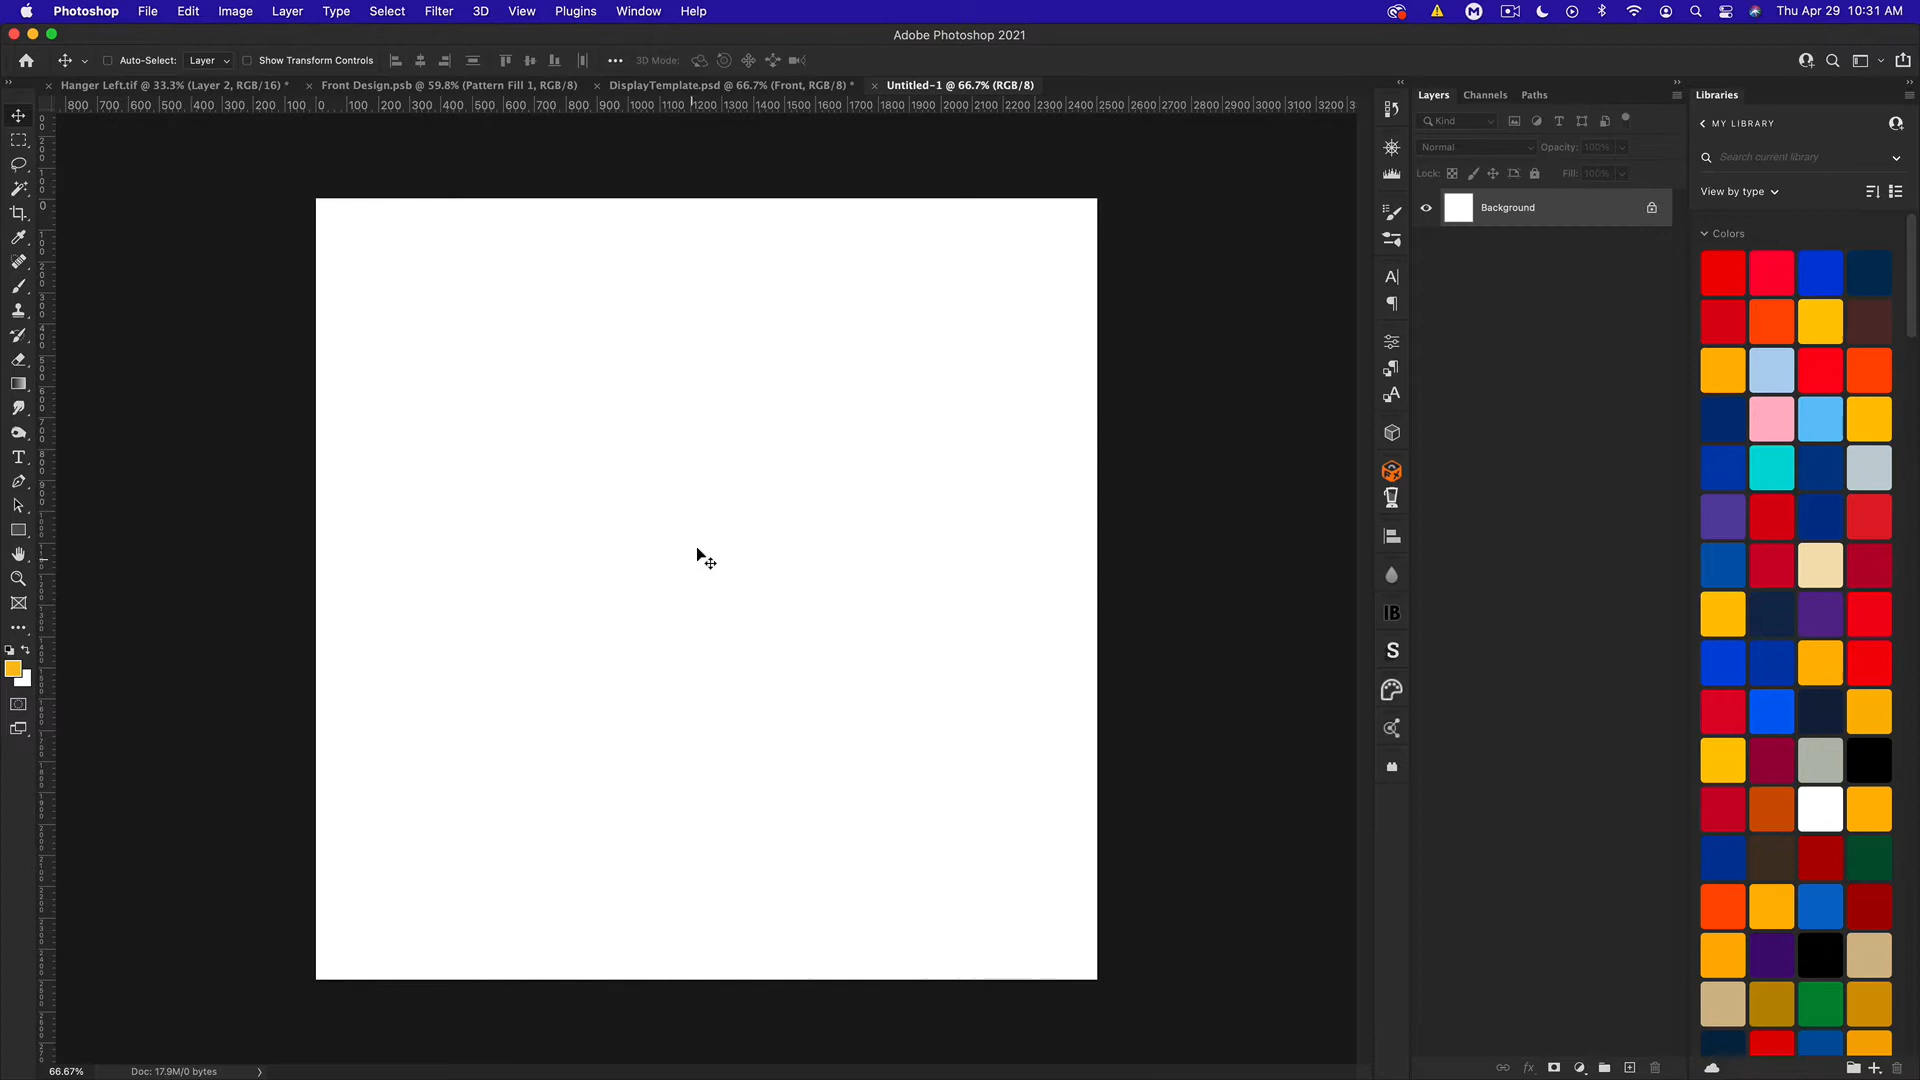 Photoshop File Edit Image Layer Type Select Filter 3D View Plugins Window Help Thu Apr 29 10:31 AM
Adobe Photoshop 2021
Auto-Select: Layer Show Transform Controls 3D Mode:
Hanger Left.tif @ 33.3% (Layer 2, RGB/16) * Front Design.psb @ 59.8% (Pattern Fill 1, RGB/8) DisplayTemplate.psd @ 66.7% (Front, RGB/8) * Untitled-1 @ 66.7% (RGB/8)
800 700 600 500 400 300 200 100 0 100 200 300 400 500 600 700 800 900 1000 1100 1200 1300 1400 1500 1600 1700 1800 1900 2000 2100 2200 2300 2400 2500 2600 2700 2800 2900 3000 3100 3200 3
Layers Channels Paths
Kind
Normal Opacity: 100%
Lock: Fill: 100%
Background
Libraries
MY LIBRARY
Search current library
View by type
Colors
IB
S
66.67% Doc: 17.9M/0 bytes